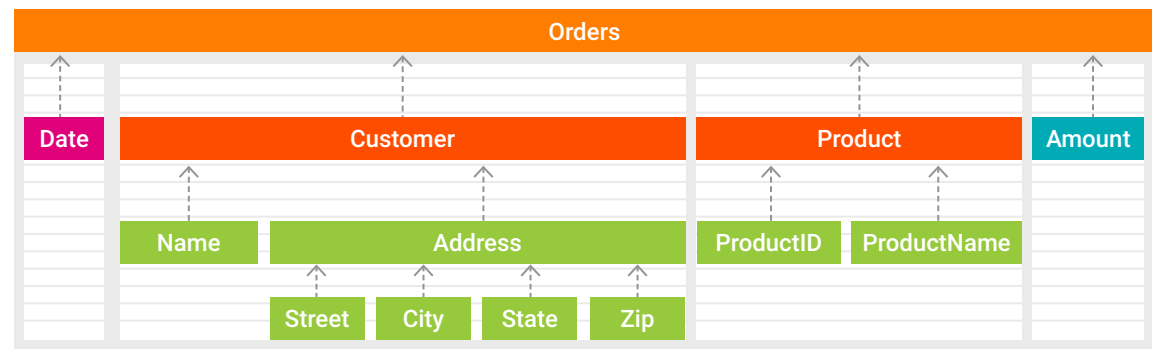 Orders
Date Customer Product Amount
Name Address ProductID ProductName
Street City State Zip